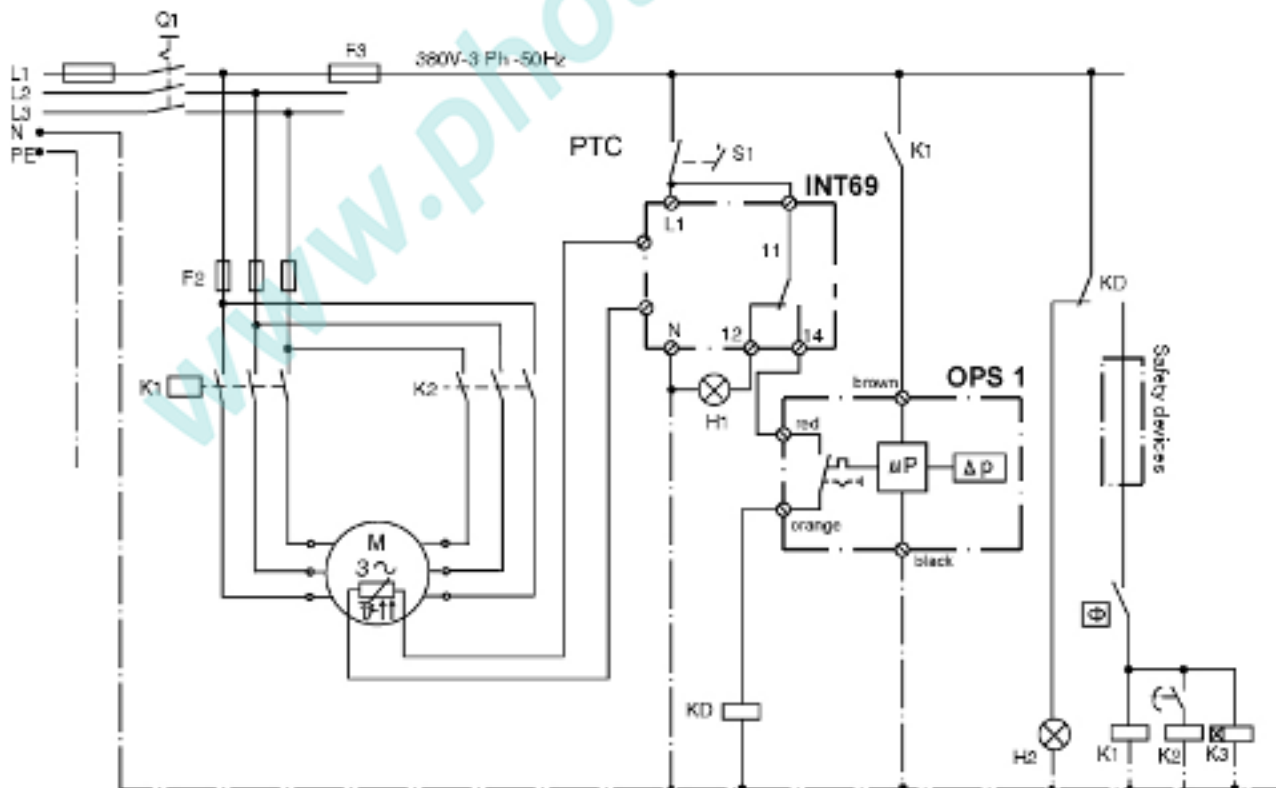 Q1
F3
380V-3 Ph -50Hz
L1
L2
L3
N
PE
www.pho
PTC
S1
K1
INT69
L1
11
KD
F2
N
12
14
Safety devices
K1
K2
H1
brown
OPS 1
red
µP
Δp
orange
black
M
3~
Φ
KD
H2
K1
K2
K3